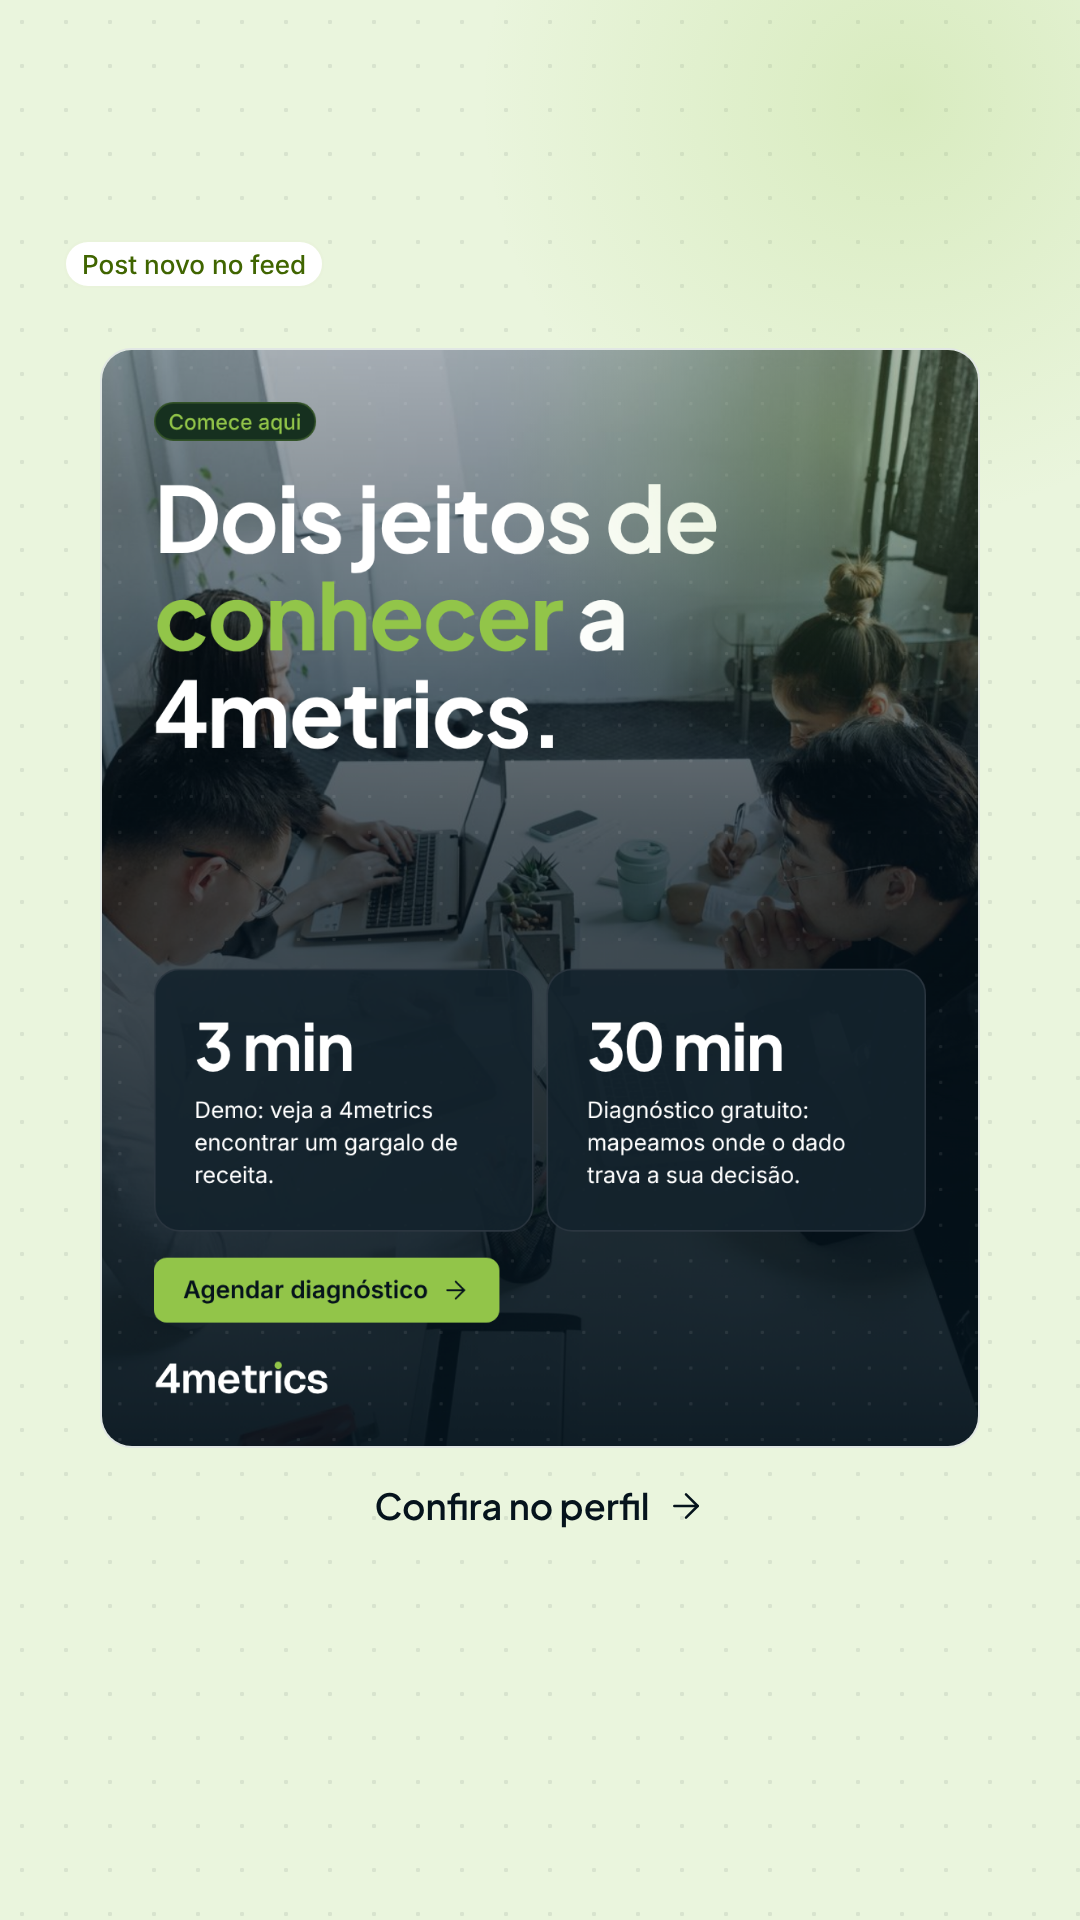 Post novo no feed
Comece aqui
Dois jeitos de
conhecer a
4metrics.
3 min
Demo: veja a 4metrics
encontrar um gargalo de
receita.
30 min
Diagnóstico gratuito:
mapeamos onde o dado
trava a sua decisão.
Agendar diagnóstico →
4metrics
Confira no perfil →